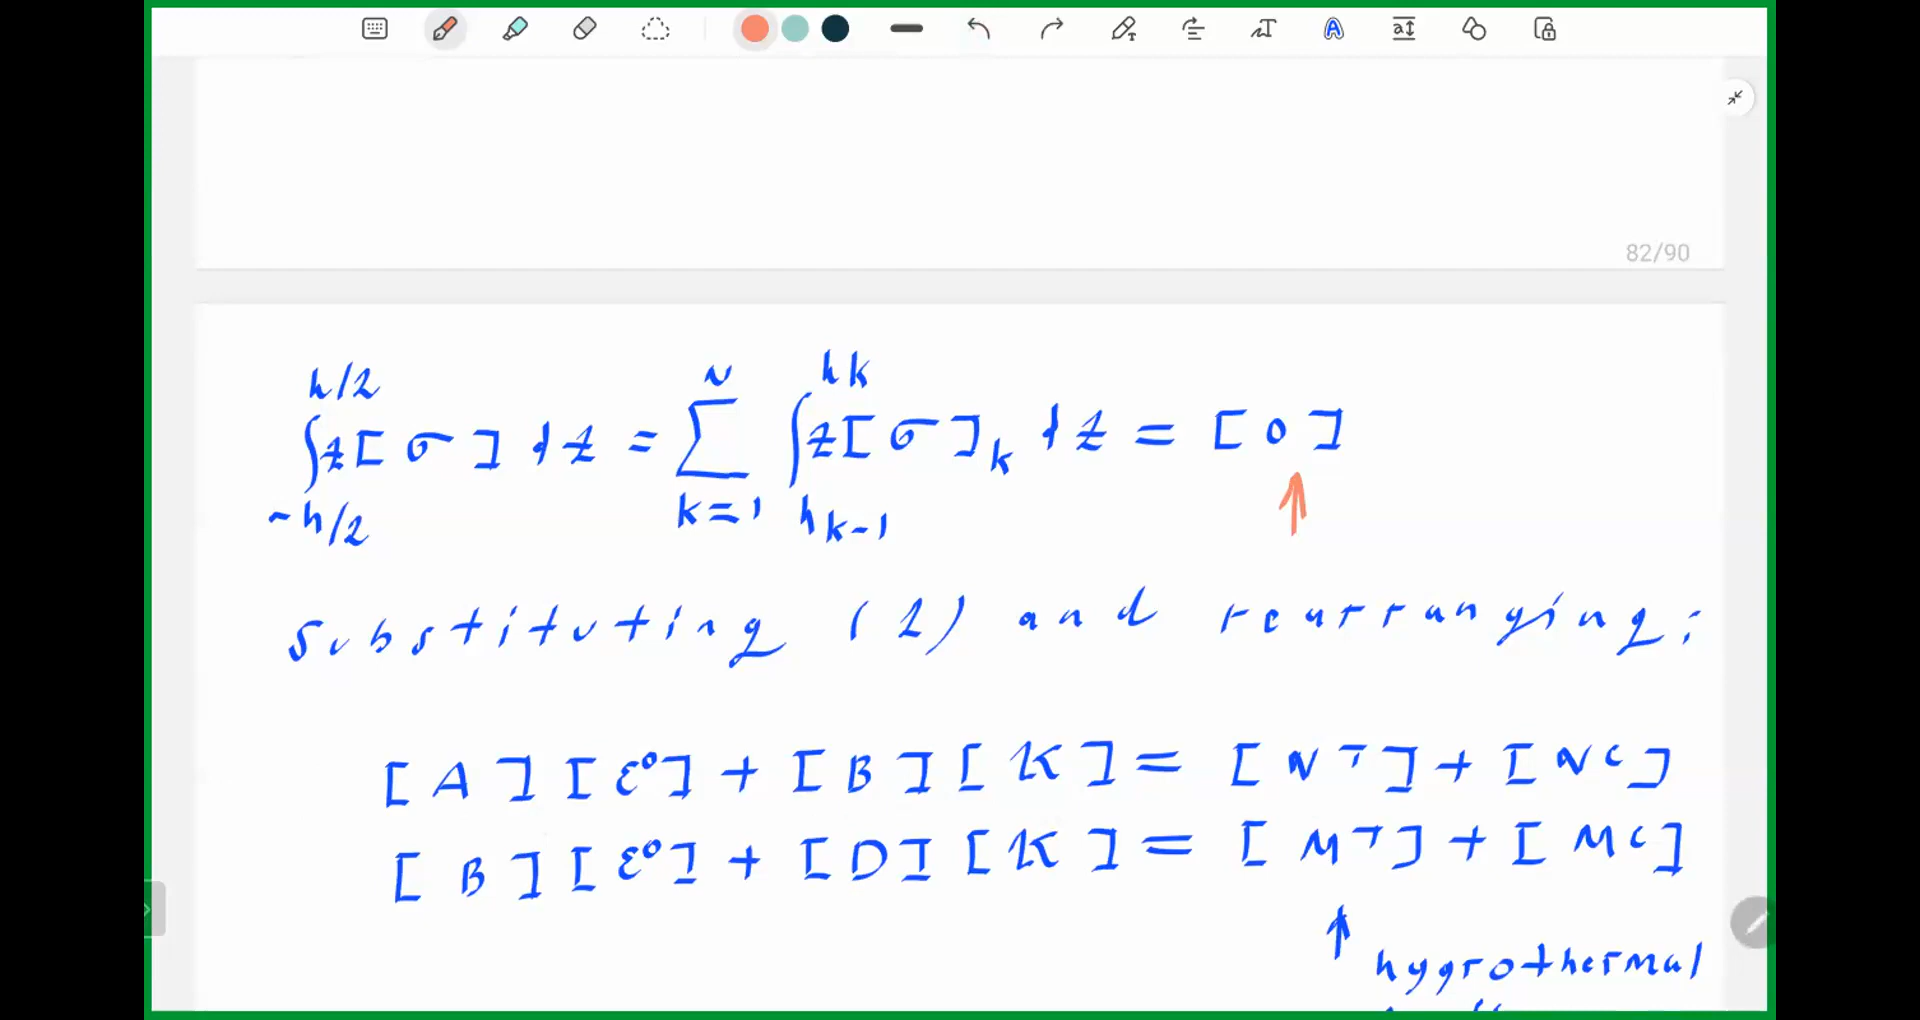 82/90
h/2 N hk
∫z[σ]dz = ∑ ∫z[σ]k dz = [0]
-h/2 k=1 hk-1
Substituting (2) and rearranging:
[A][ε°] + [B][K] = [N^T] + [N^C]
[B][ε°] + [D][K] = [M^T] + [M^C]
↑
hygrothermal